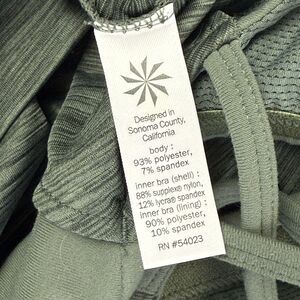 Designed in
Sonoma County,
California
body :
93% polyester,
7% spandex
inner bra (shell) :
88% supplex® nylon,
12% lycra® spandex
inner bra (lining) :
90% polyester,
10% spandex
RN #54023